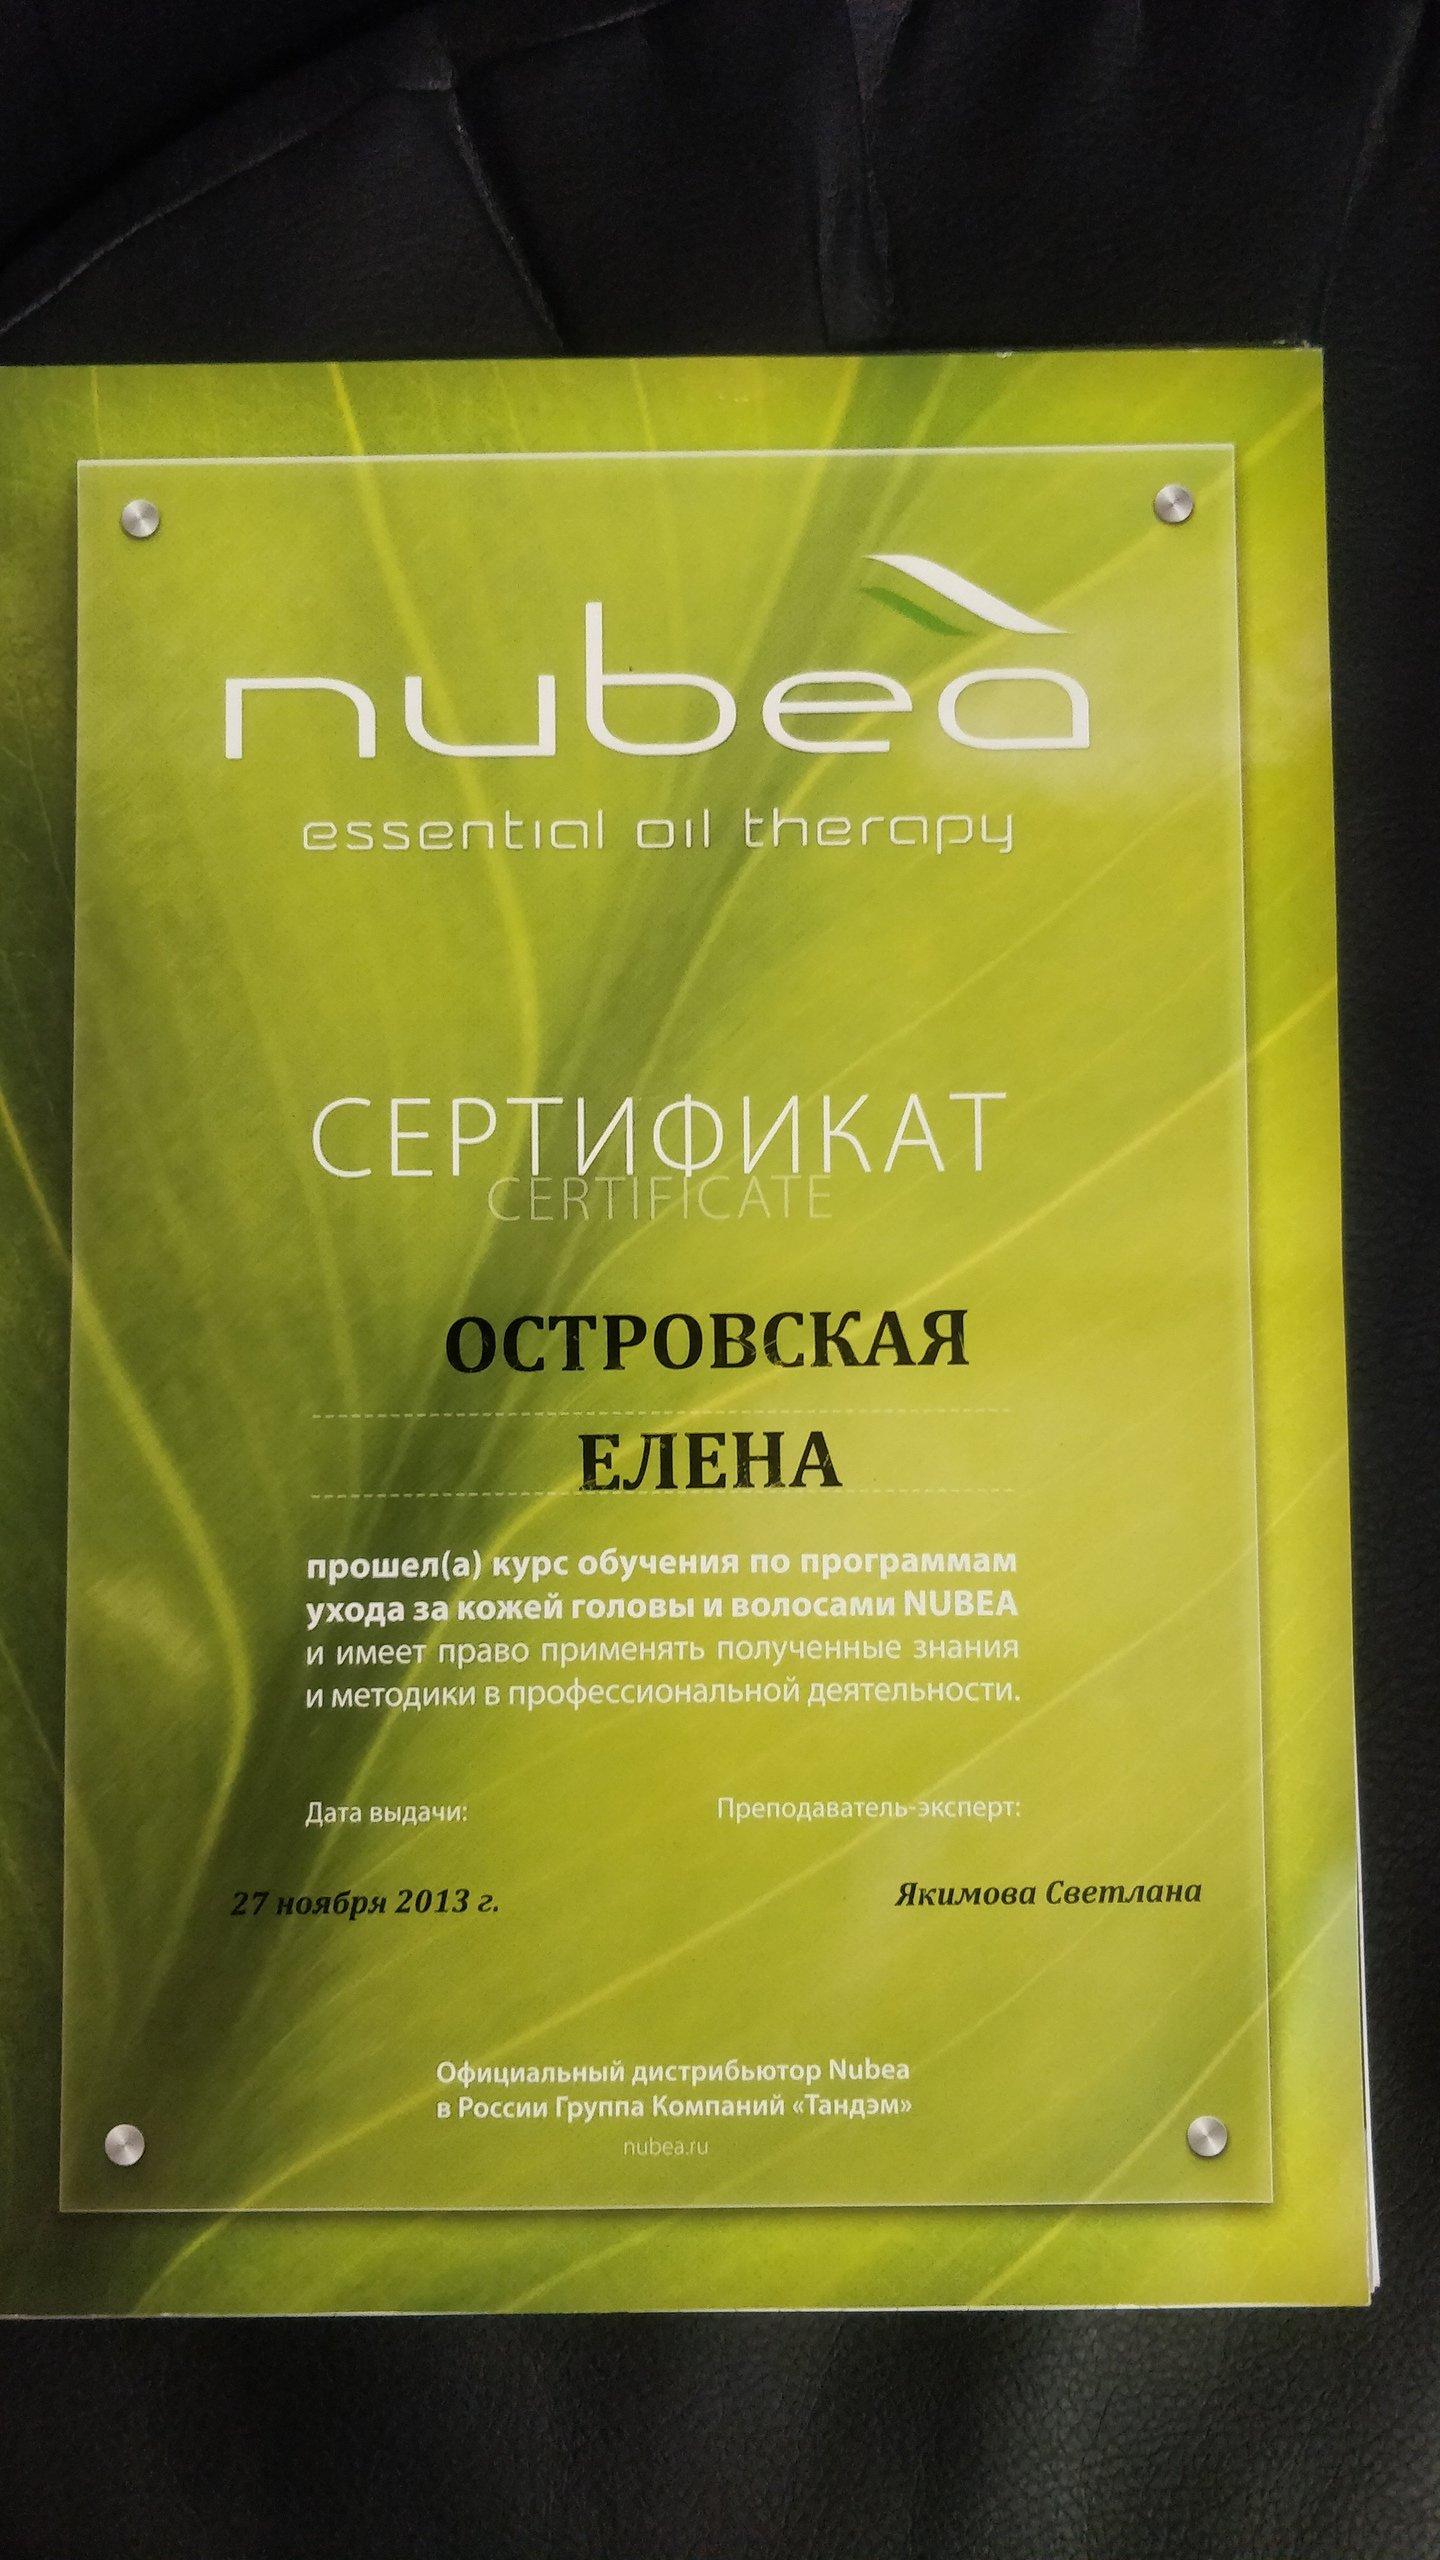 nubeà
essential oil therapy
СЕРТИФИКАТ
CERTIFICATE
ОСТРОВСКАЯ
ЕЛЕНА
прошел(а) курс обучения по программам
ухода за кожей головы и волосами NUBEA
и имеет право применять полученные знания
и методики в профессиональной деятельности.
Дата выдачи:
Преподаватель-эксперт:
27 ноября 2013 г.
Якимова Светлана
Официальный дистрибьютор Nubea
в России Группа Компаний «Тандэм»
nubea.ru